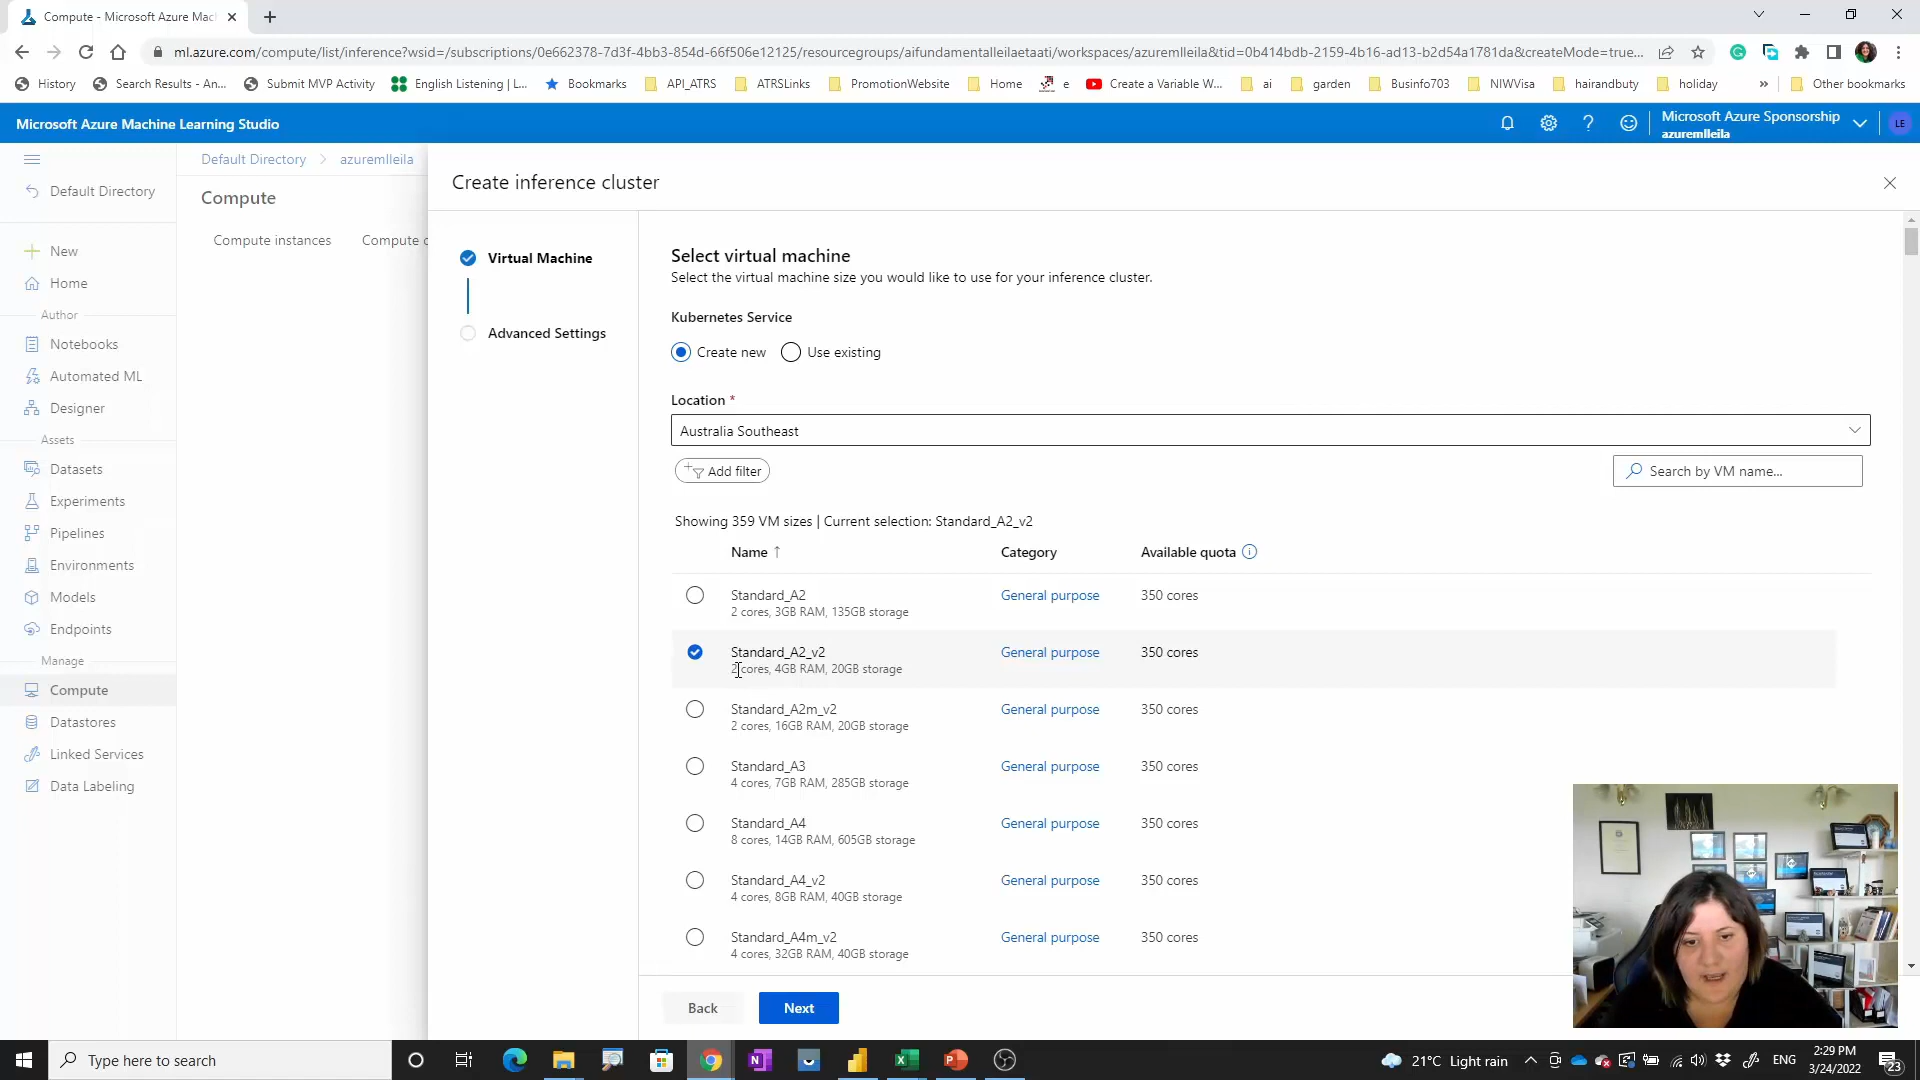 Compute - Microsoft Azure Mac
ml.azure.com/compute/list/inference?wsid=/subscriptions/0e662378-7d3f-4bb3-854d-66f506e12125/resourcegroups/aifundamentalleilaetaati/workspaces/azuremlleila&tid=0b414bdb-2159-4b16-ad13-b2d54a1781da&createMode=true...
History
Search Results - An...
Submit MVP Activity
English Listening | L...
Bookmarks
API_ATRS
ATRSLinks
PromotionWebsite
Home
e
Create a Variable W...
ai
garden
Businfo703
NIWVisa
hairandbuty
holiday
»
Other bookmarks
Microsoft Azure Machine Learning Studio
Microsoft Azure Sponsorship
azuremlleila
LE
Default Directory
New
Home
Author
Notebooks
Automated ML
Designer
Assets
Datasets
Experiments
Pipelines
Environments
Models
Endpoints
Manage
Compute
Datastores
Linked Services
Data Labeling
Default Directory > azuremlleila
Compute
Compute instances
Compute c
Create inference cluster
Virtual Machine
Advanced Settings
Select virtual machine
Select the virtual machine size you would like to use for your inference cluster.
Kubernetes Service
Create new
Use existing
Location *
Australia Southeast
Add filter
Search by VM name...
Showing 359 VM sizes | Current selection: Standard_A2_v2
Name ↑ Category Available quota
Standard_A2 General purpose 350 cores
2 cores, 3GB RAM, 135GB storage
Standard_A2_v2 General purpose 350 cores
2 cores, 4GB RAM, 20GB storage
Standard_A2m_v2 General purpose 350 cores
2 cores, 16GB RAM, 20GB storage
Standard_A3 General purpose 350 cores
4 cores, 7GB RAM, 285GB storage
Standard_A4 General purpose 350 cores
8 cores, 14GB RAM, 605GB storage
Standard_A4_v2 General purpose 350 cores
4 cores, 8GB RAM, 40GB storage
Standard_A4m_v2 General purpose 350 cores
4 cores, 32GB RAM, 40GB storage
Back
Next
Type here to search
21°C Light rain
ENG
2:29 PM
3/24/2022
23